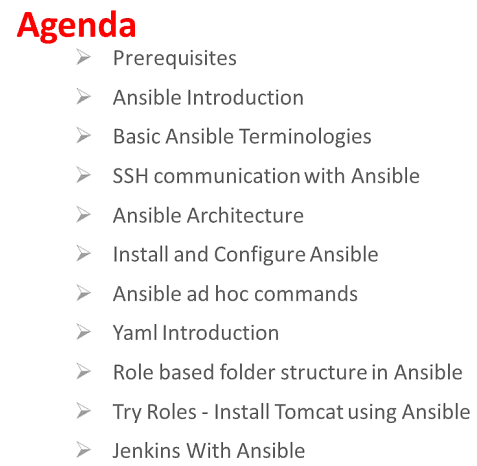 Agenda
Prerequisites
Ansible Introduction
Basic Ansible Terminologies
SSH communication with Ansible
Ansible Architecture
Install and Configure Ansible
Ansible ad hoc commands
Yaml Introduction
Role based folder structure in Ansible
Try Roles - Install Tomcat using Ansible
Jenkins With Ansible